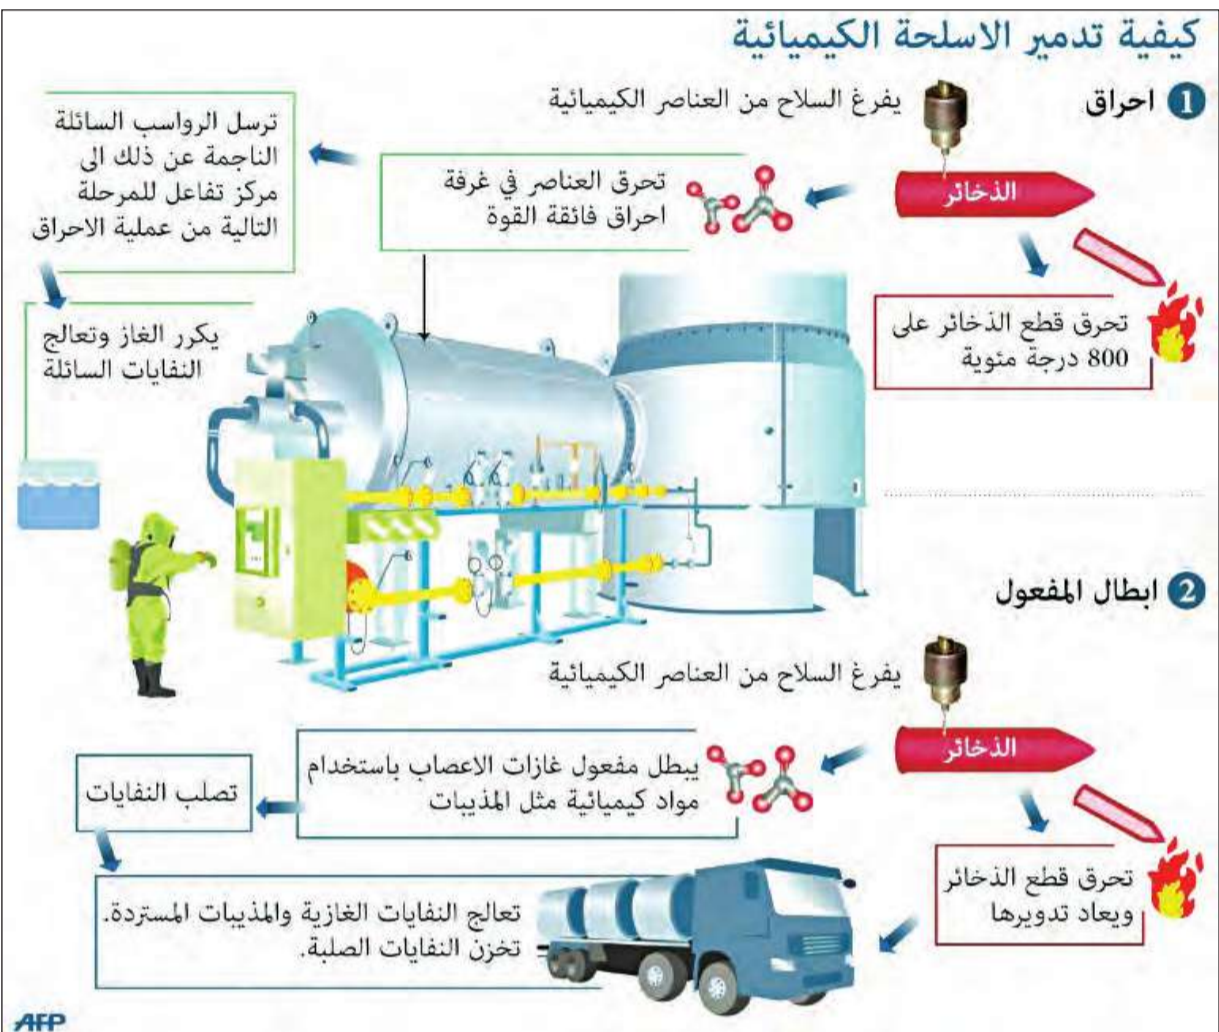 كيفية تدمير الاسلحة الكيميائية
1 احراق
يفرغ السلاح من العناصر الكيميائية
الذخائر
تحرق قطع الذخائر على
800 درجة مئوية
تحرق العناصر في غرفة
احراق فائقة القوة
ترسل الرواسب السائلة
الناجمة عن ذلك الى
مركز تفاعل للمرحلة
التالية من عملية الاحراق
يكرر الغاز وتعالج
النفايات السائلة
2 ابطال المفعول
يفرغ السلاح من العناصر الكيميائية
الذخائر
تحرق قطع الذخائر
ويعاد تدويرها
يبطل مفعول غازات الاعصاب باستخدام
مواد كيميائية مثل المذيبات
تصلب النفايات
تعالج النفايات الغازية والمذيبات المستردة.
تخزن النفايات الصلبة.
AFP